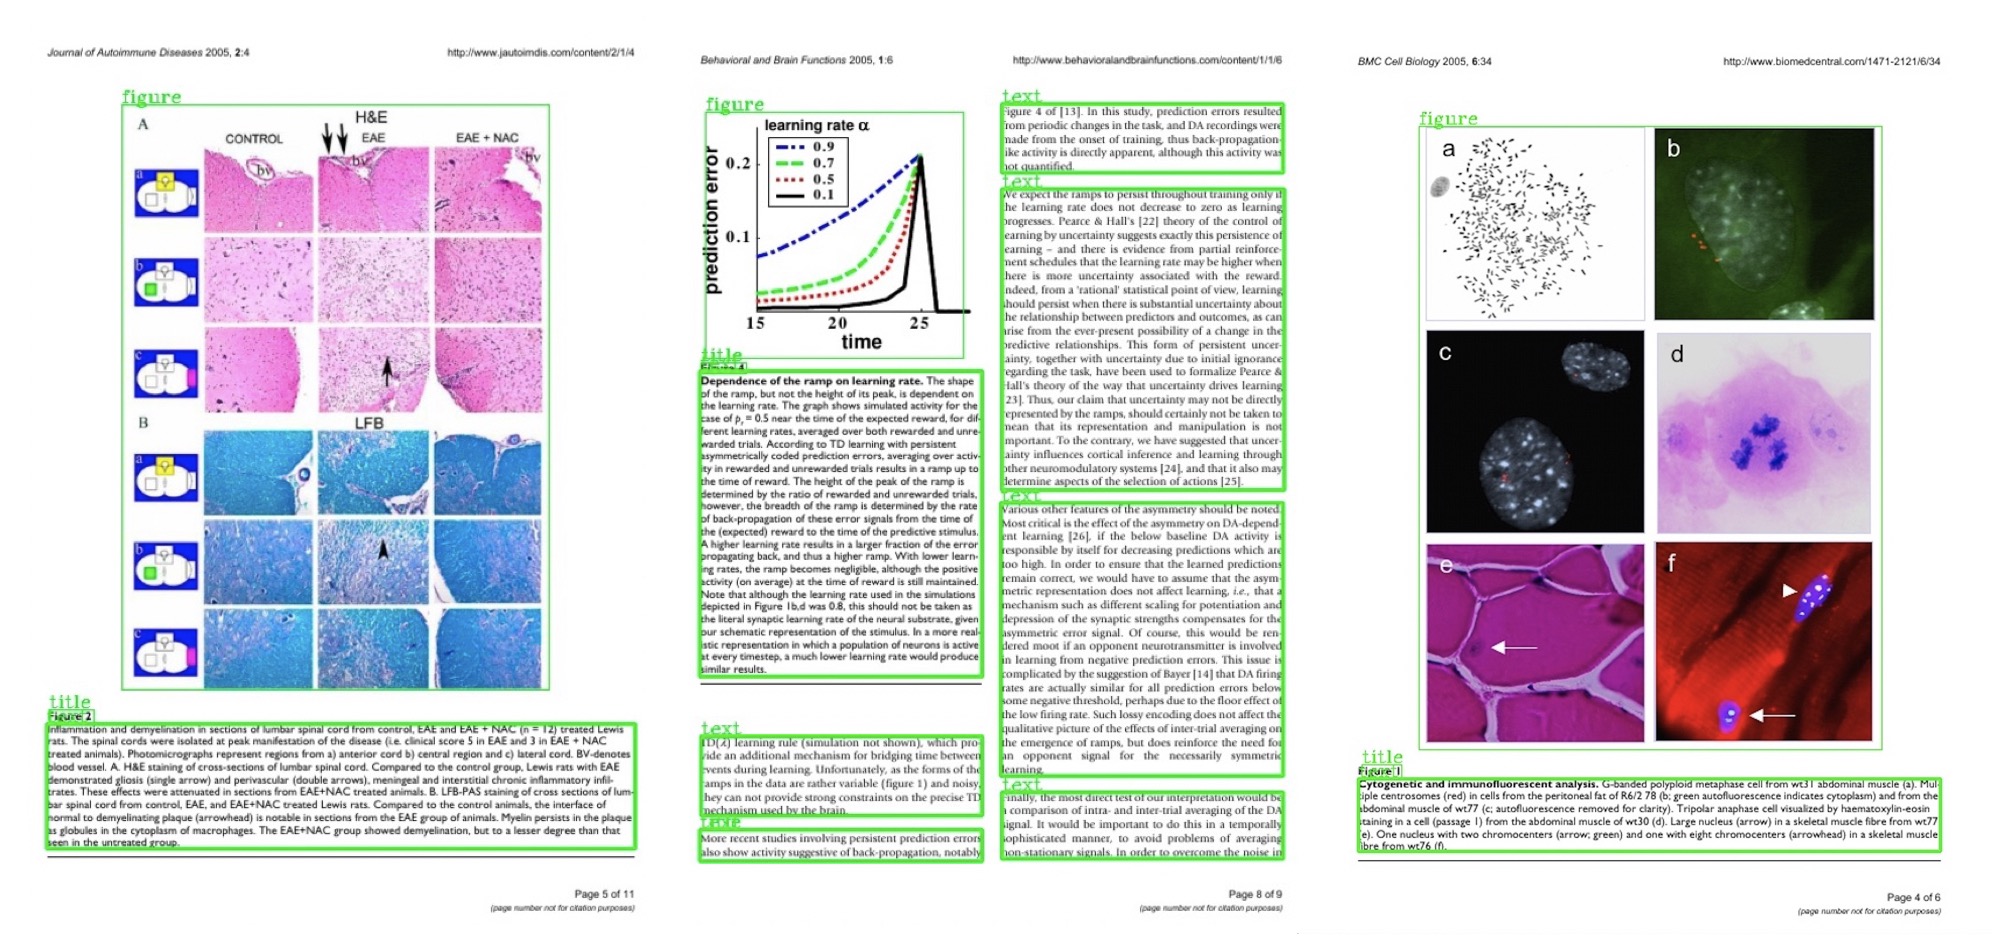 Journal of Autoimmune Diseases 2005, 2:4
http://www.jautoimdis.com/content/2/1/4
figure
A
H&E
CONTROL
EAE
EAE + NAC
bv
bv
bv
a
b
c
B
LFB
a
b
c
title
Figure 2
Inflammation and demyelination in sections of lumbar spinal cord from control, EAE and EAE + NAC (n = 12) treated Lewis
rats. The spinal cords were isolated at peak manifestation of the disease (i.e. clinical score 5 in EAE and 3 in EAE + NAC
treated animals). Photomicrographs represent regions from a) anterior cord b) central region and c) lateral cord. BV-denotes
blood vessel. A. H&E staining of cross-sections of lumbar spinal cord. Compared to the control group, Lewis rats with EAE
demonstrated gliosis (single arrow) and perivascular (double arrows), meningeal and interstitial chronic inflammatory infil-
trates. These effects were attenuated in sections from EAE+NAC treated animals. B. LFB-PAS staining of cross sections of lum-
bar spinal cord from control, EAE, and EAE+NAC treated Lewis rats. Compared to the control animals, the interface of
normal to demyelinating plaque (arrowhead) is notable in sections from the EAE group of animals. Myelin persists in the plaque
as globules in the cytoplasm of macrophages. The EAE+NAC group showed demyelination, but to a lesser degree than that
seen in the untreated group.
Page 5 of 11
(page number not for citation purposes)
Behavioral and Brain Functions 2005, 1:6
http://www.behavioralandbrainfunctions.com/content/1/1/6
figure
learning rate α
0.9
0.7
0.5
0.1
prediction error
0.2
0.1
15
20
25
time
title
Figure 4
Dependence of the ramp on learning rate. The shape
of the ramp, but not the height of its peak, is dependent on
the learning rate. The graph shows simulated activity for the
case of pr = 0.5 near the time of the expected reward, for dif-
ferent learning rates, averaged over both rewarded and unre-
warded trials. According to TD learning with persistent
asymmetrically coded prediction errors, averaging over activ-
ity in rewarded and unrewarded trials results in a ramp up to
the time of reward. The height of the peak of the ramp is
determined by the ratio of rewarded and unrewarded trials,
however, the breadth of the ramp is determined by the rate
of back-propagation of these error signals from the time of
the (expected) reward to the time of the predictive stimulus.
A higher learning rate results in a larger fraction of the error
propagating back, and thus a higher ramp. With lower learn-
ing rates, the ramp becomes negligible, although the positive
activity (on average) at the time of reward is still maintained.
Note that although the learning rate used in the simulations
depicted in Figure 1b,d was 0.8, this should not be taken as
the literal synaptic learning rate of the neural substrate, given
our schematic representation of the stimulus. In a more real-
istic representation in which a population of neurons is active
at every timestep, a much lower learning rate would produce
similar results.
text
TD(λ) learning rule (simulation not shown), which pro-
vide an additional mechanism for bridging time between
events during learning. Unfortunately, as the forms of the
ramps in the data are rather variable (figure 1) and noisy,
they can not provide strong constraints on the precise TD
mechanism used by the brain.
text
More recent studies involving persistent prediction errors
also show activity suggestive of back-propagation, notably
text
Figure 4 of [13]. In this study, prediction errors resulted
from periodic changes in the task, and DA recordings were
made from the onset of training, thus back-propagation-
like activity is directly apparent, although this activity was
not quantified.
text
We expect the ramps to persist throughout training only if
the learning rate does not decrease to zero as learning
progresses. Pearce & Hall's [22] theory of the control of
learning by uncertainty suggests exactly this persistence of
learning – and there is evidence from partial reinforce-
ment schedules that the learning rate may be higher when
there is more uncertainty associated with the reward.
Indeed, from a 'rational' statistical point of view, learning
should persist when there is substantial uncertainty about
the relationship between predictors and outcomes, as can
arise from the ever-present possibility of a change in the
predictive relationships. This form of persistent uncer-
tainty, together with uncertainty due to initial ignorance
regarding the task, have been used to formalize Pearce &
Hall's theory of the way that uncertainty drives learning
[23]. Thus, our claim that uncertainty may not be directly
represented by the ramps, should certainly not be taken to
mean that its representation and manipulation is not
important. To the contrary, we have suggested that uncer-
tainty influences cortical inference and learning through
other neuromodulatory systems [24], and that it also may
determine aspects of the selection of actions [25].
text
Various other features of the asymmetry should be noted.
Most critical is the effect of the asymmetry on DA-depend-
ent learning [26], if the below baseline DA activity is
responsible by itself for decreasing predictions which are
too high. In order to ensure that the learned predictions
remain correct, we would have to assume that the asym-
metric representation does not affect learning, i.e., that a
mechanism such as different scaling for potentiation and
depression of the synaptic strengths compensates for the
asymmetric error signal. Of course, this would be ren-
dered moot if an opponent neurotransmitter is involved
in learning from negative prediction errors. This issue is
complicated by the suggestion of Bayer [14] that DA firing
rates are actually similar for all prediction errors below
some negative threshold, perhaps due to the floor effect of
the low firing rate. Such lossy encoding does not affect the
qualitative picture of the effects of inter-trial averaging on
the emergence of ramps, but does reinforce the need for
an opponent signal for the necessarily symmetric
learning.
text
Finally, the most direct test of our interpretation would be
a comparison of intra- and inter-trial averaging of the DA
signal. It would be important to do this in a temporally
sophisticated manner, to avoid problems of averaging
non-stationary signals. In order to overcome the noise in
Page 8 of 9
(page number not for citation purposes)
BMC Cell Biology 2005, 6:34
http://www.biomedcentral.com/1471-2121/6/34
figure
a
b
c
d
e
f
title
Figure 1
Cytogenetic and immunofluorescent analysis. G-banded polyploid metaphase cell from wt31 abdominal muscle (a). Mul-
tiple centrosomes (red) in cells from the peritoneal fat of R6/2 78 (b; green autofluorescence indicates cytoplasm) and from the
abdominal muscle of wt77 (c; autofluorescence removed for clarity). Tripolar anaphase cell visualized by haematoxylin-eosin
staining in a cell (passage 1) from the abdominal muscle of wt30 (d). Large nucleus (arrow) in a skeletal muscle fibre from wt77
(e). One nucleus with two chromocenters (arrow; green) and one with eight chromocenters (arrowhead) in a skeletal muscle
fibre from wt76 (f).
Page 4 of 6
(page number not for citation purposes)